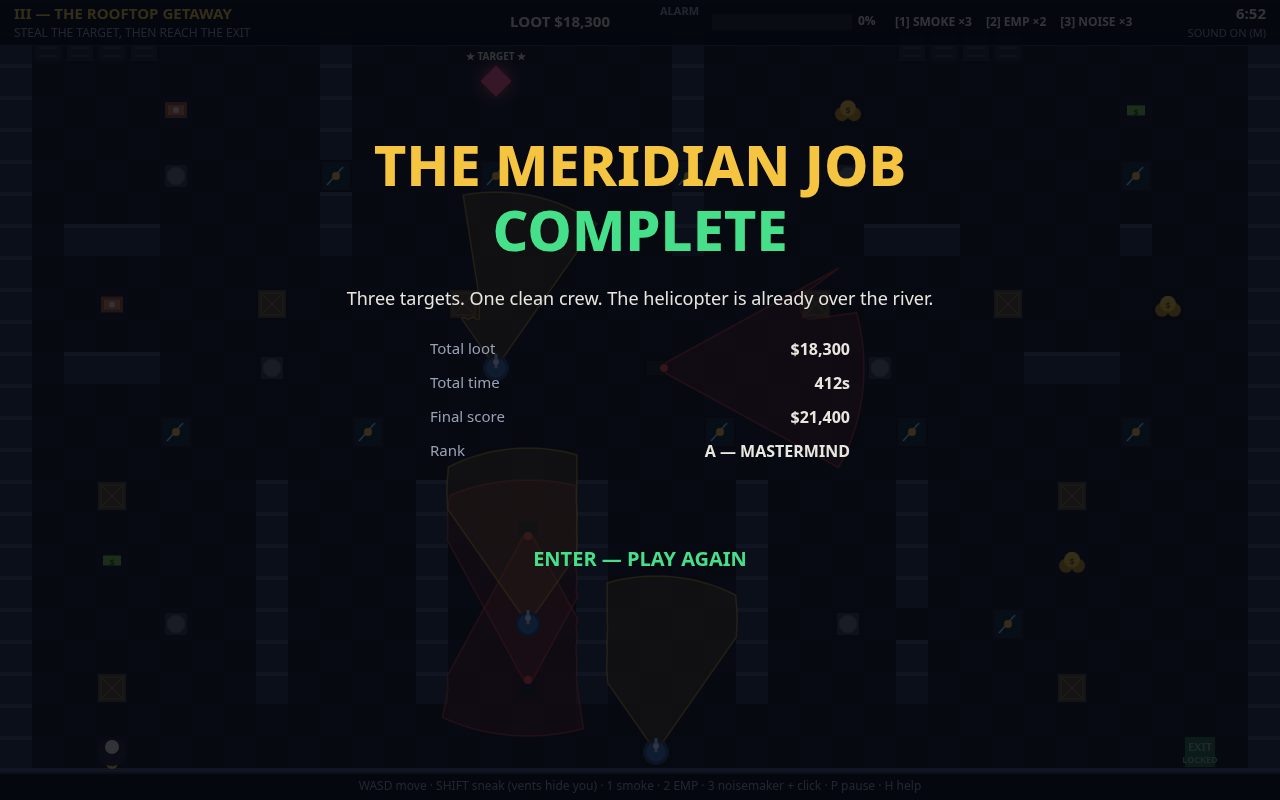 III — THE ROOFTOP GETAWAY
STEAL THE TARGET, THEN REACH THE EXIT
LOOT $18,300
ALARM
0%
[1] SMOKE ×3 [2] EMP ×2 [3] NOISE ×3
6:52
SOUND ON (M)
★ TARGET ★
THE MERIDIAN JOB
COMPLETE
Three targets. One clean crew. The helicopter is already over the river.
Total loot $18,300
Total time 412s
Final score $21,400
Rank A — MASTERMIND
ENTER — PLAY AGAIN
EXIT
LOCKED
WASD move · SHIFT sneak (vents hide you) · 1 smoke · 2 EMP · 3 noisemaker + click · P pause · H help